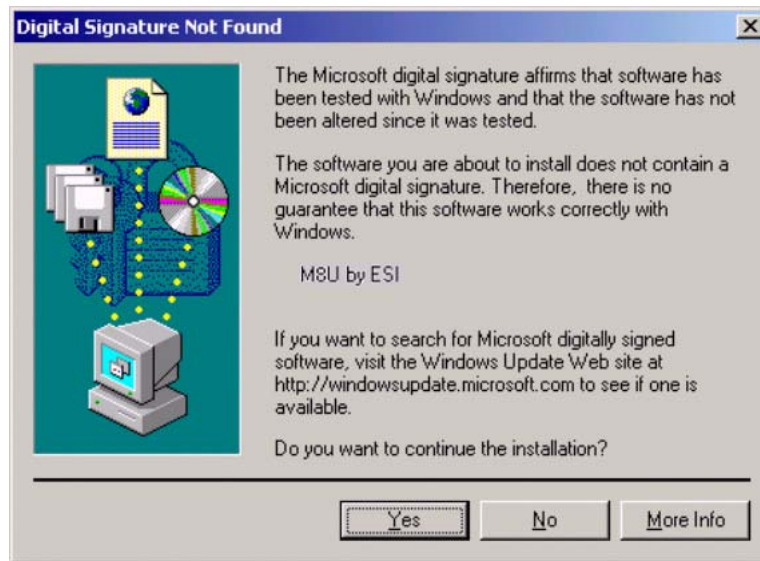 Digital Signature Not Found
The Microsoft digital signature affirms that software has
been tested with Windows and that the software has not
been altered since it was tested.
The software you are about to install does not contain a
Microsoft digital signature. Therefore, there is no
guarantee that this software works correctly with
Windows.
M8U by ESI
If you want to search for Microsoft digitally signed
software, visit the Windows Update Web site at
http://windowsupdate.microsoft.com to see if one is
available.
Do you want to continue the installation?
Yes No More Info